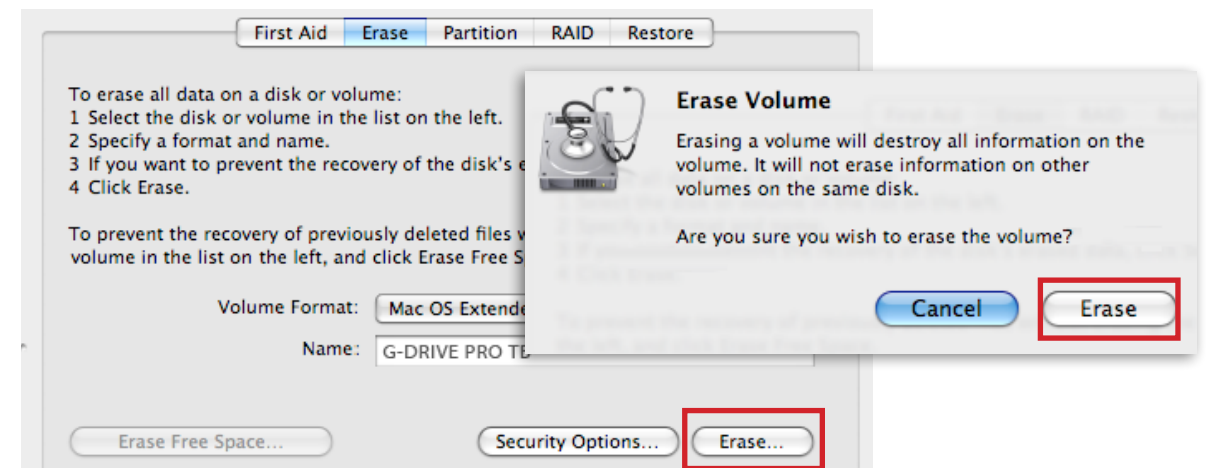 First Aid Erase Partition RAID Restore
To erase all data on a disk or volume:
1 Select the disk or volume in the list on the left.
2 Specify a format and name.
3 If you want to prevent the recovery of the disk's e
4 Click Erase.
To prevent the recovery of previously deleted files
volume in the list on the left, and click Erase Free S
Volume Format: Mac OS Extende
Name: G-DRIVE PRO TB
Erase Free Space... Security Options... Erase...
Erase Volume
Erasing a volume will destroy all information on the
volume. It will not erase information on other
volumes on the same disk.
Are you sure you wish to erase the volume?
Cancel Erase